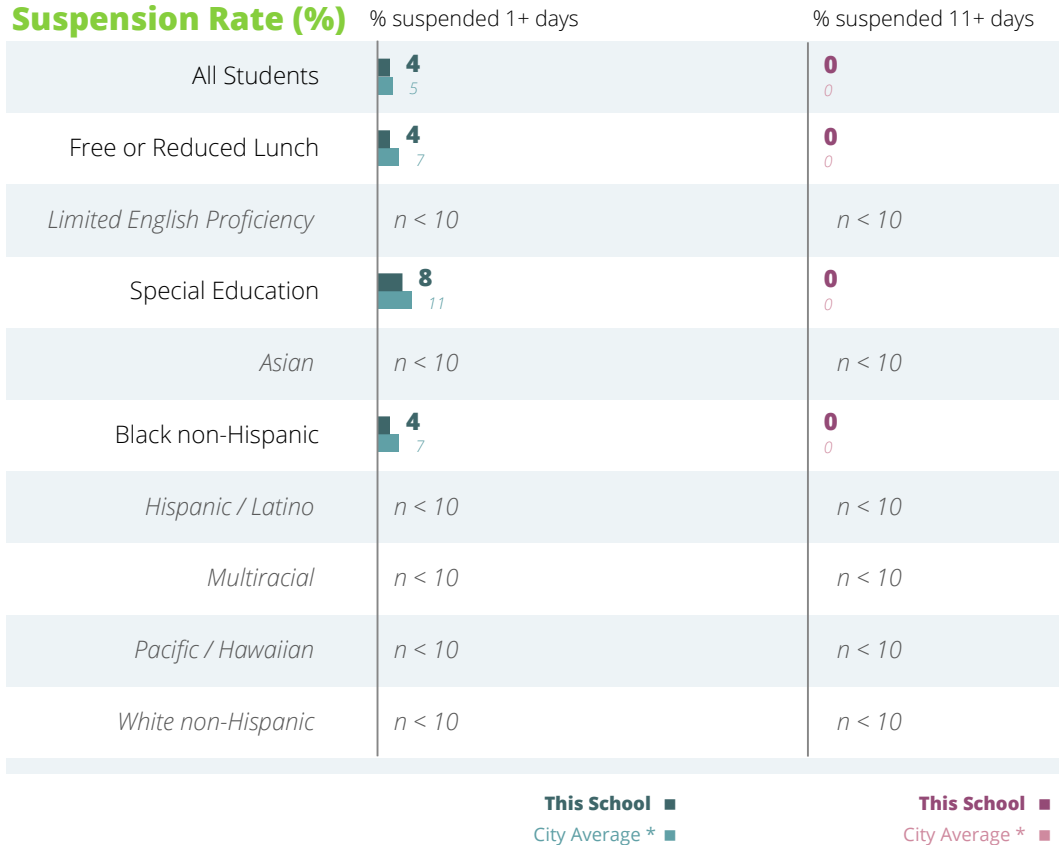 Suspension Rate (%) % suspended 1+ days % suspended 11+ days
All Students 4 0
5 0
Free or Reduced Lunch 4 0
7 0
Limited English Proficiency n < 10 n < 10
Special Education 8 0
11 0
Asian n < 10 n < 10
Black non-Hispanic 4 0
7 0
Hispanic / Latino n < 10 n < 10
Multiracial n < 10 n < 10
Pacific / Hawaiian n < 10 n < 10
White non-Hispanic n < 10 n < 10
This School This School
City Average * City Average *